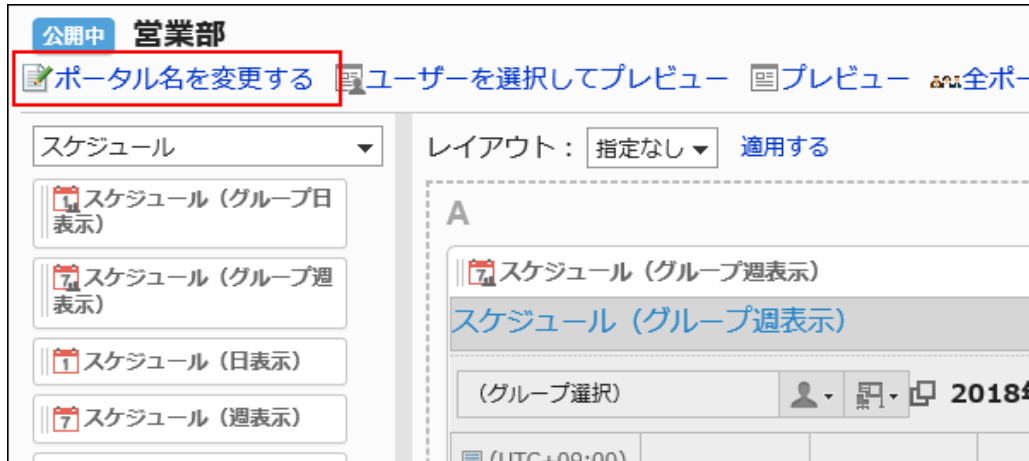 公開中 営業部
ポータル名を変更する ユーザーを選択してプレビュー プレビュー 全ポー
スケジュール
レイアウト： 指定なし 適用する
スケジュール（グループ日
表示）
スケジュール（グループ週
表示）
スケジュール（日表示）
スケジュール（週表示）
A
スケジュール（グループ週表示）
スケジュール（グループ週表示）
（グループ選択） 2018年
(UTC+09:00)